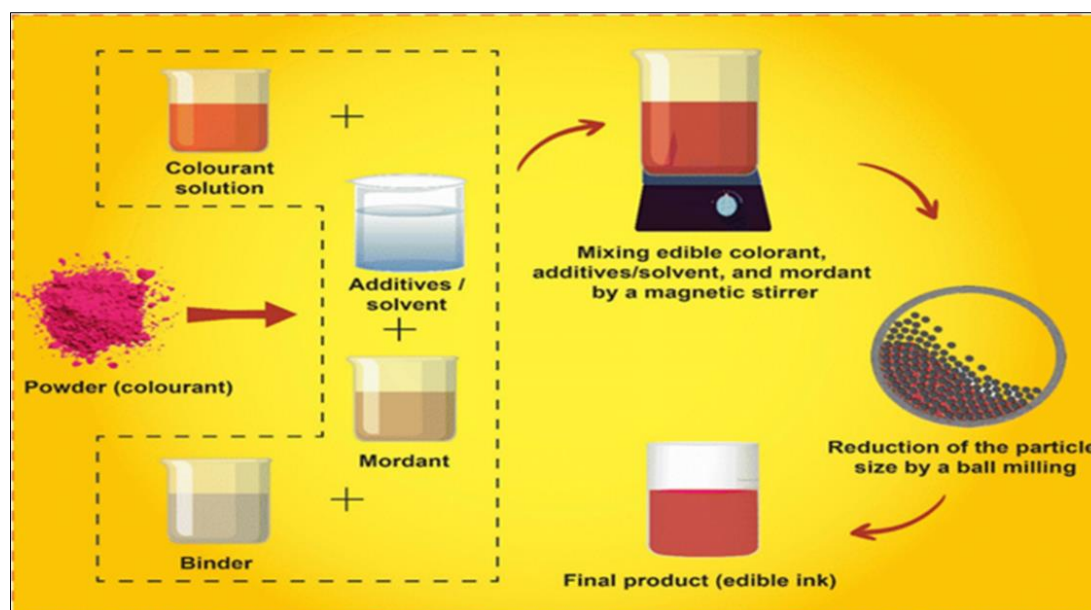 Colourant
solution
Additives /
solvent
Powder (colourant)
Mordant
Binder
Mixing edible colorant,
additives/solvent, and mordant
by a magnetic stirrer
Reduction of the particle
size by a ball milling
Final product (edible ink)